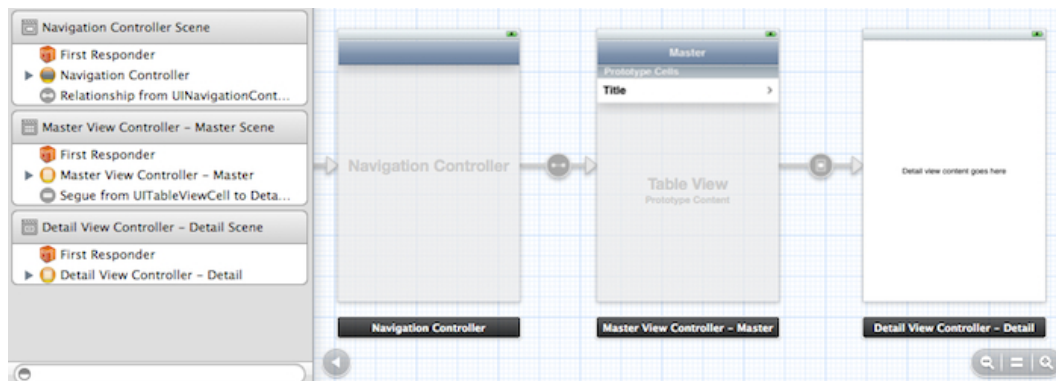 Navigation Controller Scene
First Responder
Navigation Controller
Relationship from UINavigationCont...
Master View Controller – Master Scene
First Responder
Master View Controller – Master
Segue from UITableViewCell to Deta...
Detail View Controller – Detail Scene
First Responder
Detail View Controller – Detail
Navigation Controller
Navigation Controller
Master
Prototype Cells
Title
Table View
Prototype Content
Master View Controller – Master
Detail view content goes here
Detail View Controller – Detail